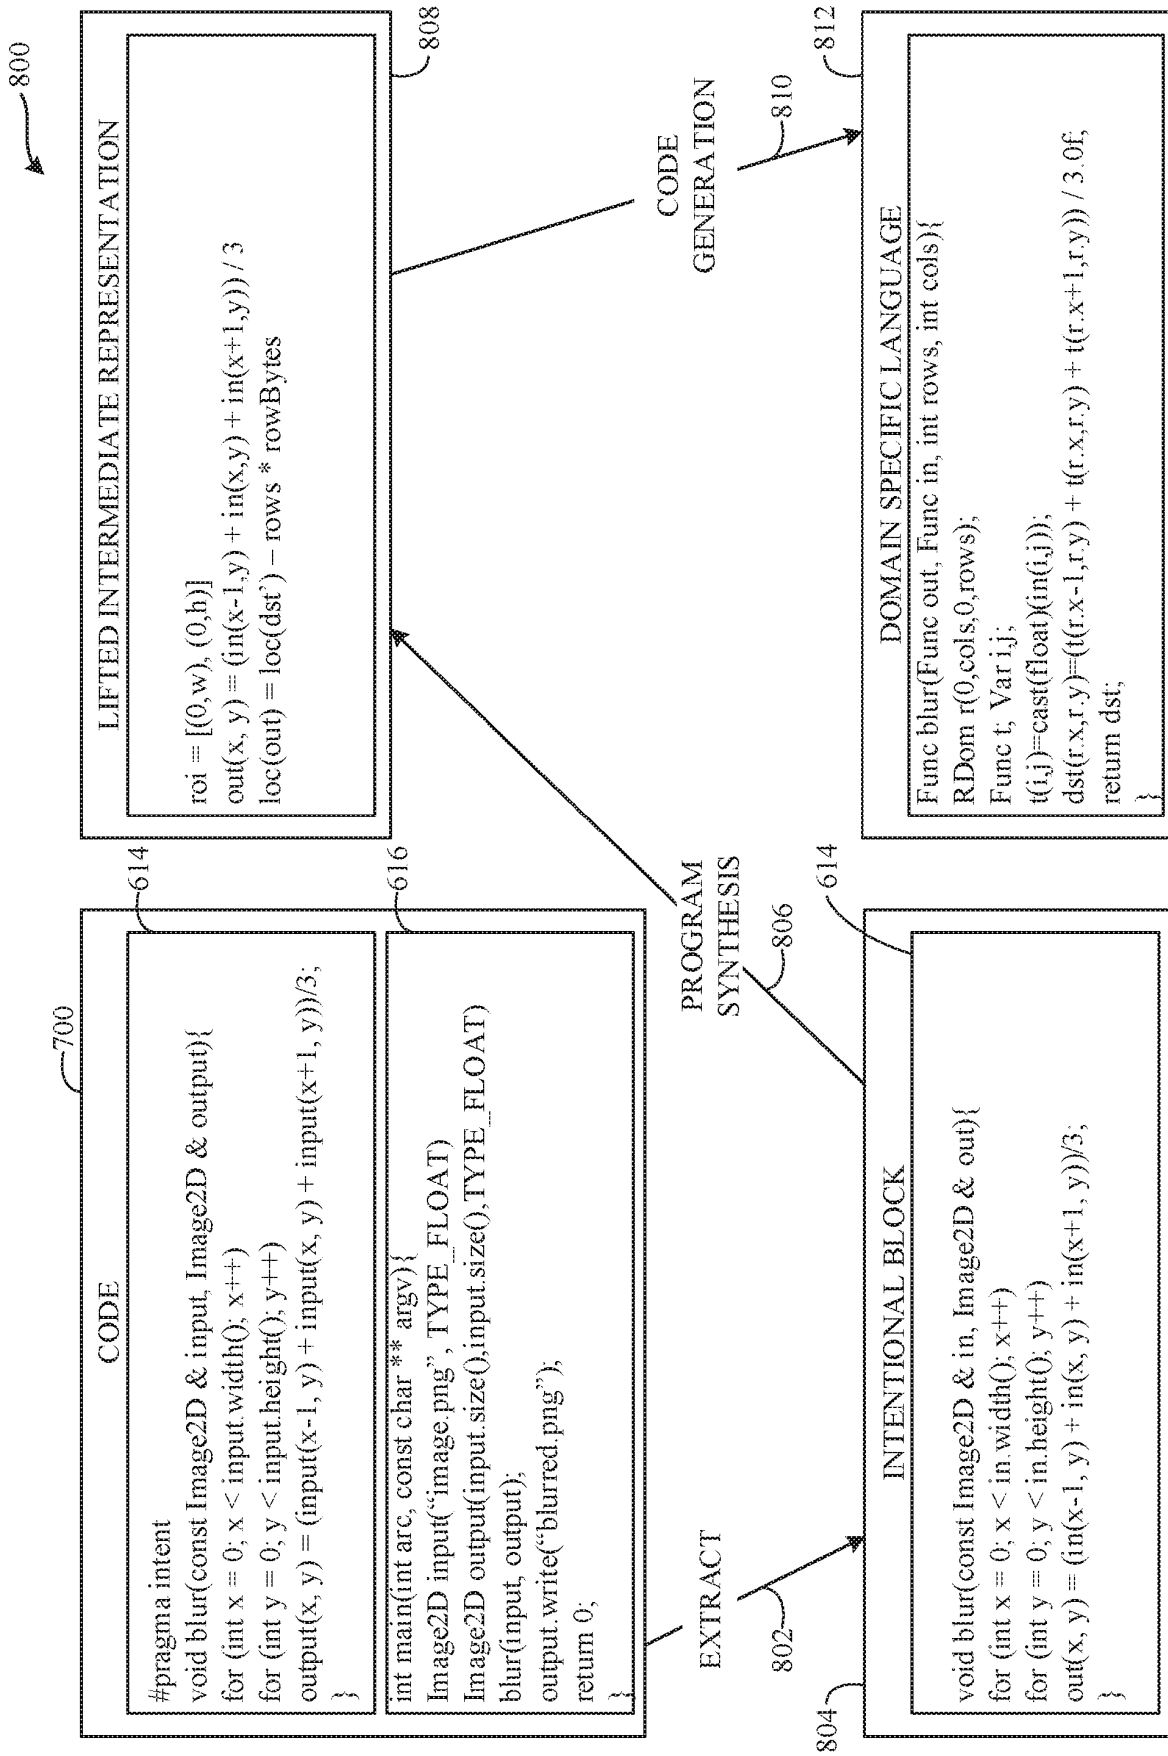 800
700
CODE
614
#pragma intent
void blur(const Image2D & input, Image2D & output){
for (int x = 0; x < input.width(); x++)
for (int y = 0; y < input.height(); y++)
output(x, y) = (input(x-1, y) + input(x, y) + input(x+1, y))/3;
}
616
int main(int arc, const char ** argv){
Image2D input(“image.png”, TYPE_FLOAT)
Image2D output(input.size(),input.size(),TYPE_FLOAT)
blur(input, output);
output.write(“blurred.png”);
return 0;
}
EXTRACT
802
804
INTENTIONAL BLOCK
614
void blur(const Image2D & in, Image2D & out){
for (int x = 0; x < in.width(); x++)
for (int y = 0; y < in.height(); y++)
out(x, y) = (in(x-1, y) + in(x, y) + in(x+1, y))/3;
}
PROGRAM
SYNTHESIS
806
LIFTED INTERMEDIATE REPRESENTATION
808
roi = [(0,w), (0,h)]
out(x, y) = (in(x-1,y) + in(x,y) + in(x+1,y)) / 3
loc(out) = loc(dst’) – rows * rowBytes
CODE
GENERATION
810
812
DOMAIN SPECIFIC LANGUAGE
Func blur(Func out, Func in, int rows, int cols){
RDom r(0,cols,0,rows);
Func t; Var i,j;
t(i,j)=cast(float)(in(i,j));
dst(r.x,r.y)=(t(r.x-1,r.y) + t(r.x,r.y) + t(r.x+1,r.y)) / 3.0f;
return dst;
}